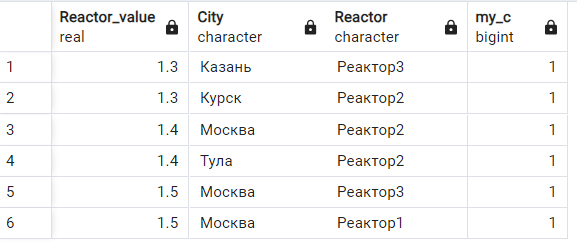 Reactor_value City Reactor my_c
real character character bigint
1 1.3 Казань Реактор3 1
2 1.3 Курск Реактор2 1
3 1.4 Москва Реактор2 1
4 1.4 Тула Реактор2 1
5 1.5 Москва Реактор3 1
6 1.5 Москва Реактор1 1